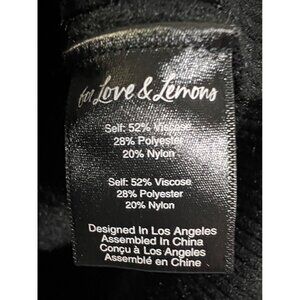 for Love & Lemons
Self: 52% Viscose
28% Polyester
20% Nylon
Self: 52% Viscose
28% Polyester
20% Nylon
Designed In Los Angeles
Assembled In China
Conçu à Los Angeles
Assemblé en Chine